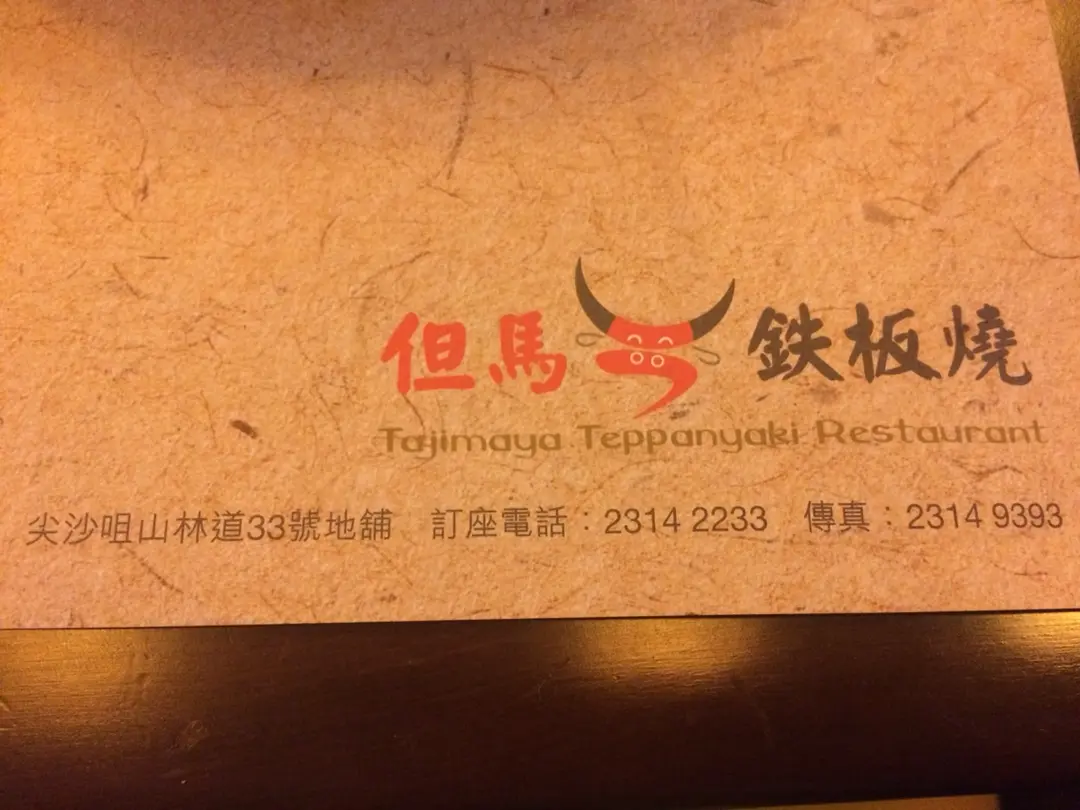 但馬 鉄板燒
Tajimaya Teppanyaki Restaurant
尖沙咀山林道33號地舖 訂座電話：2314 2233 傳真：2314 9393